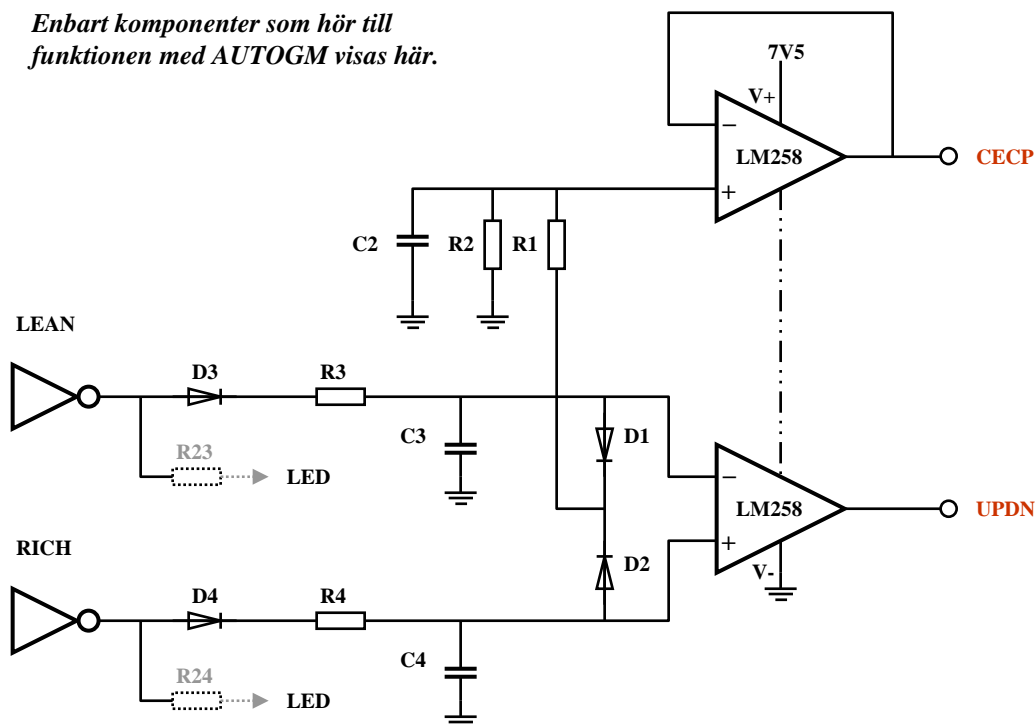 Enbart komponenter som hör till
funktionen med AUTOGM visas här.
7V5
V+
−
LM258
CECP
+
C2
R2
R1
LEAN
D3
R3
C3
D1
R23
LED
−
LM258
UPDN
+
RICH
D2
V-
D4
R4
C4
R24
LED